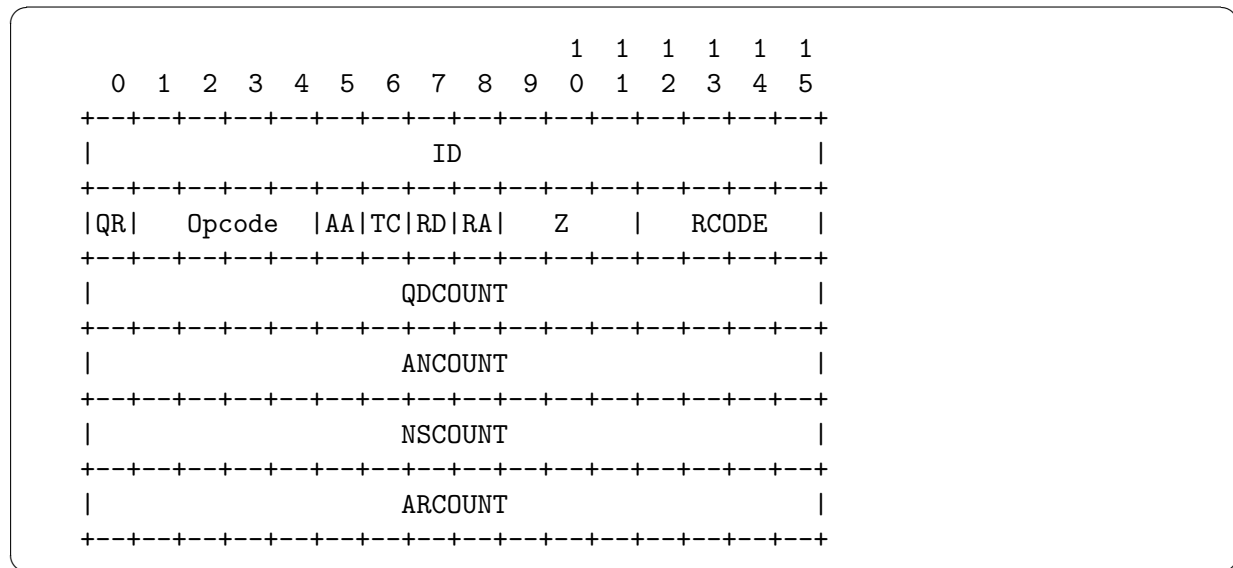 1  1  1  1  1  1
  0  1  2  3  4  5  6  7  8  9  0  1  2  3  4  5
+--+--+--+--+--+--+--+--+--+--+--+--+--+--+--+--+
|                      ID                       |
+--+--+--+--+--+--+--+--+--+--+--+--+--+--+--+--+
|QR|   Opcode  |AA|TC|RD|RA|   Z    |   RCODE   |
+--+--+--+--+--+--+--+--+--+--+--+--+--+--+--+--+
|                    QDCOUNT                    |
+--+--+--+--+--+--+--+--+--+--+--+--+--+--+--+--+
|                    ANCOUNT                    |
+--+--+--+--+--+--+--+--+--+--+--+--+--+--+--+--+
|                    NSCOUNT                    |
+--+--+--+--+--+--+--+--+--+--+--+--+--+--+--+--+
|                    ARCOUNT                    |
+--+--+--+--+--+--+--+--+--+--+--+--+--+--+--+--+